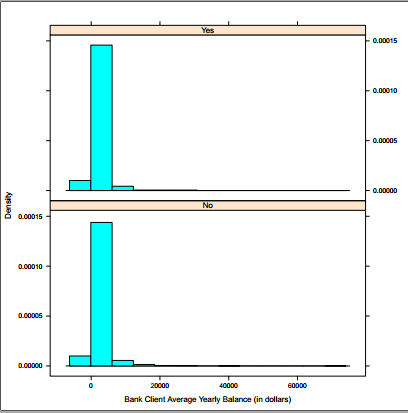 Yes
0.00015
0.00010
0.00005
0.00000
Density
No
0.00015
0.00010
0.00005
0.00000
0 20000 40000 60000
Bank Client Average Yearly Balance (in dollars)